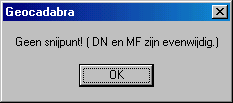 Geocadabra
Geen snijpunt! ( DN en MF zijn evenwijdig.)
OK